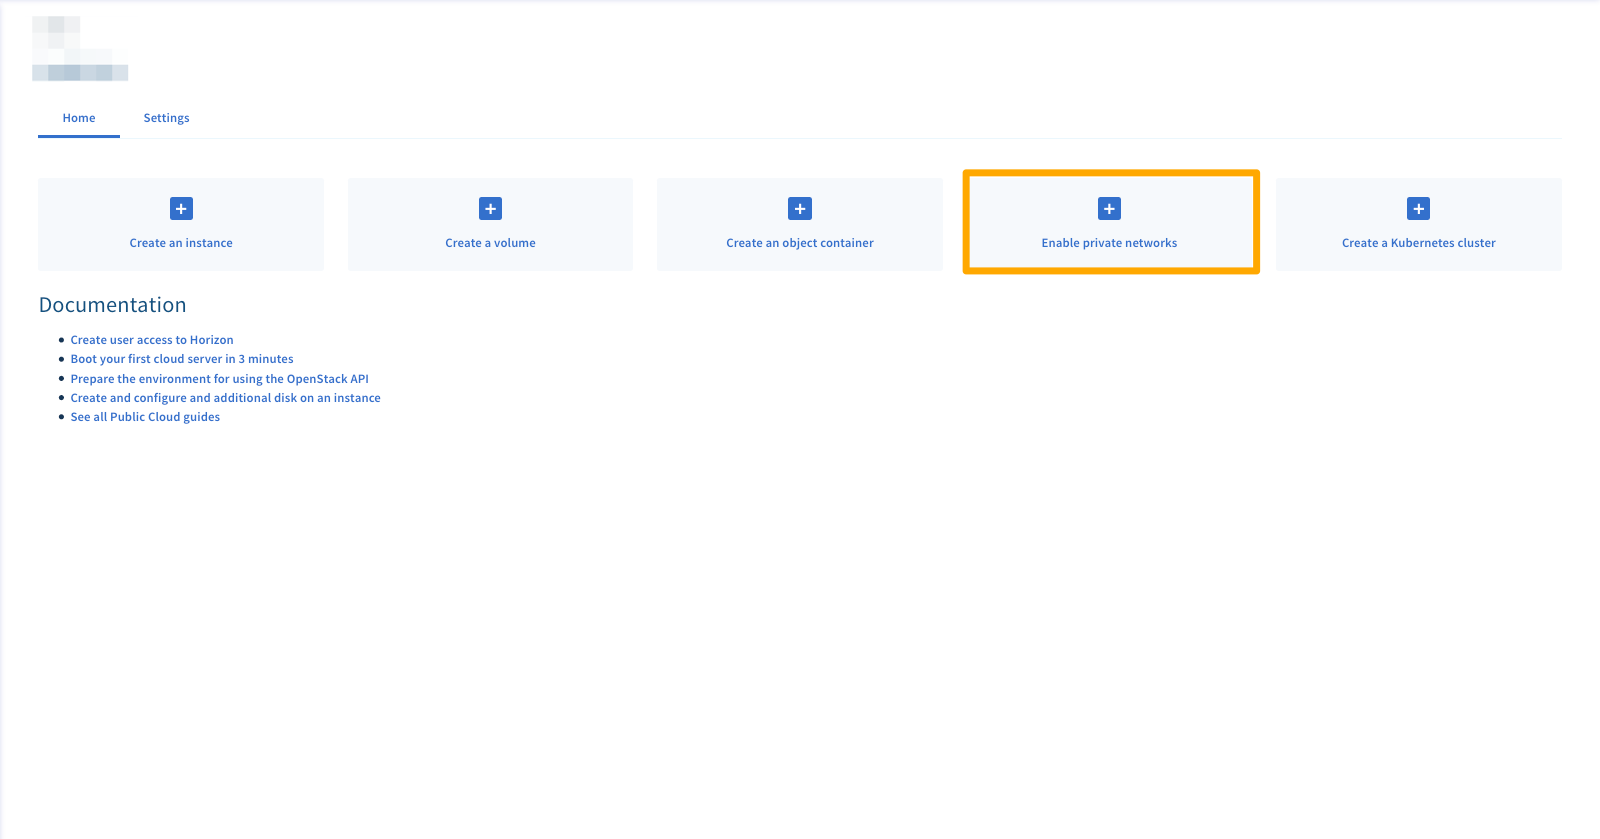 Home Settings
Create an instance
Create a volume
Create an object container
Enable private networks
Create a Kubernetes cluster
Documentation
Create user access to Horizon
Boot your first cloud server in 3 minutes
Prepare the environment for using the OpenStack API
Create and configure and additional disk on an instance
See all Public Cloud guides